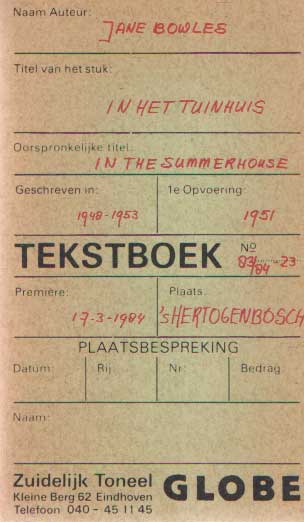 Naam Auteur:
JANE BOWLES
Titel van het stuk:
IN HET TUINHUIS
Oorspronkelijke titel:
IN THE SUMMERHOUSE
Geschreven in: 1e Opvoering:
1948-1953 1951
TEKSTBOEK No 83/84 23
Premiere: Plaats:
17-3-1984 'sHERTOGENBOSCH
PLAATSBESPREKING
Datum: Rij: Nr: Bedrag:
Naam:
Zuidelijk Toneel GLOBE
Kleine Berg 62 Eindhoven
Telefoon 040 - 45 11 45